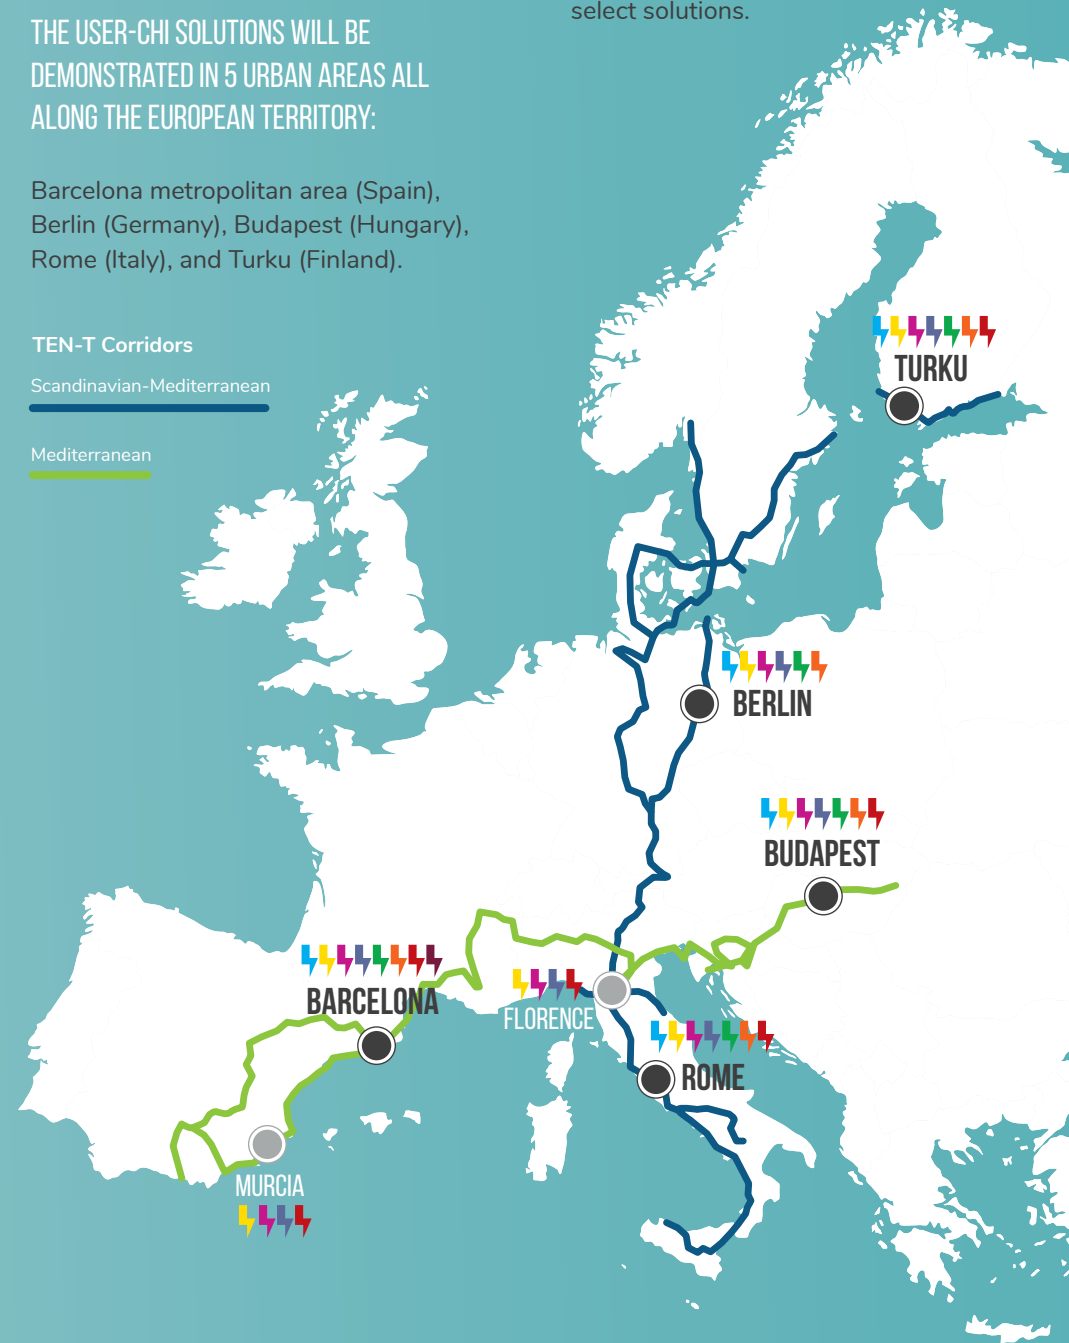 select solutions.
THE USER-CHI SOLUTIONS WILL BE
DEMONSTRATED IN 5 URBAN AREAS ALL
ALONG THE EUROPEAN TERRITORY:
Barcelona metropolitan area (Spain),
Berlin (Germany), Budapest (Hungary),
Rome (Italy), and Turku (Finland).
TEN-T Corridors
Scandinavian-Mediterranean
Mediterranean
TURKU
BERLIN
BUDAPEST
BARCELONA
FLORENCE
ROME
MURCIA